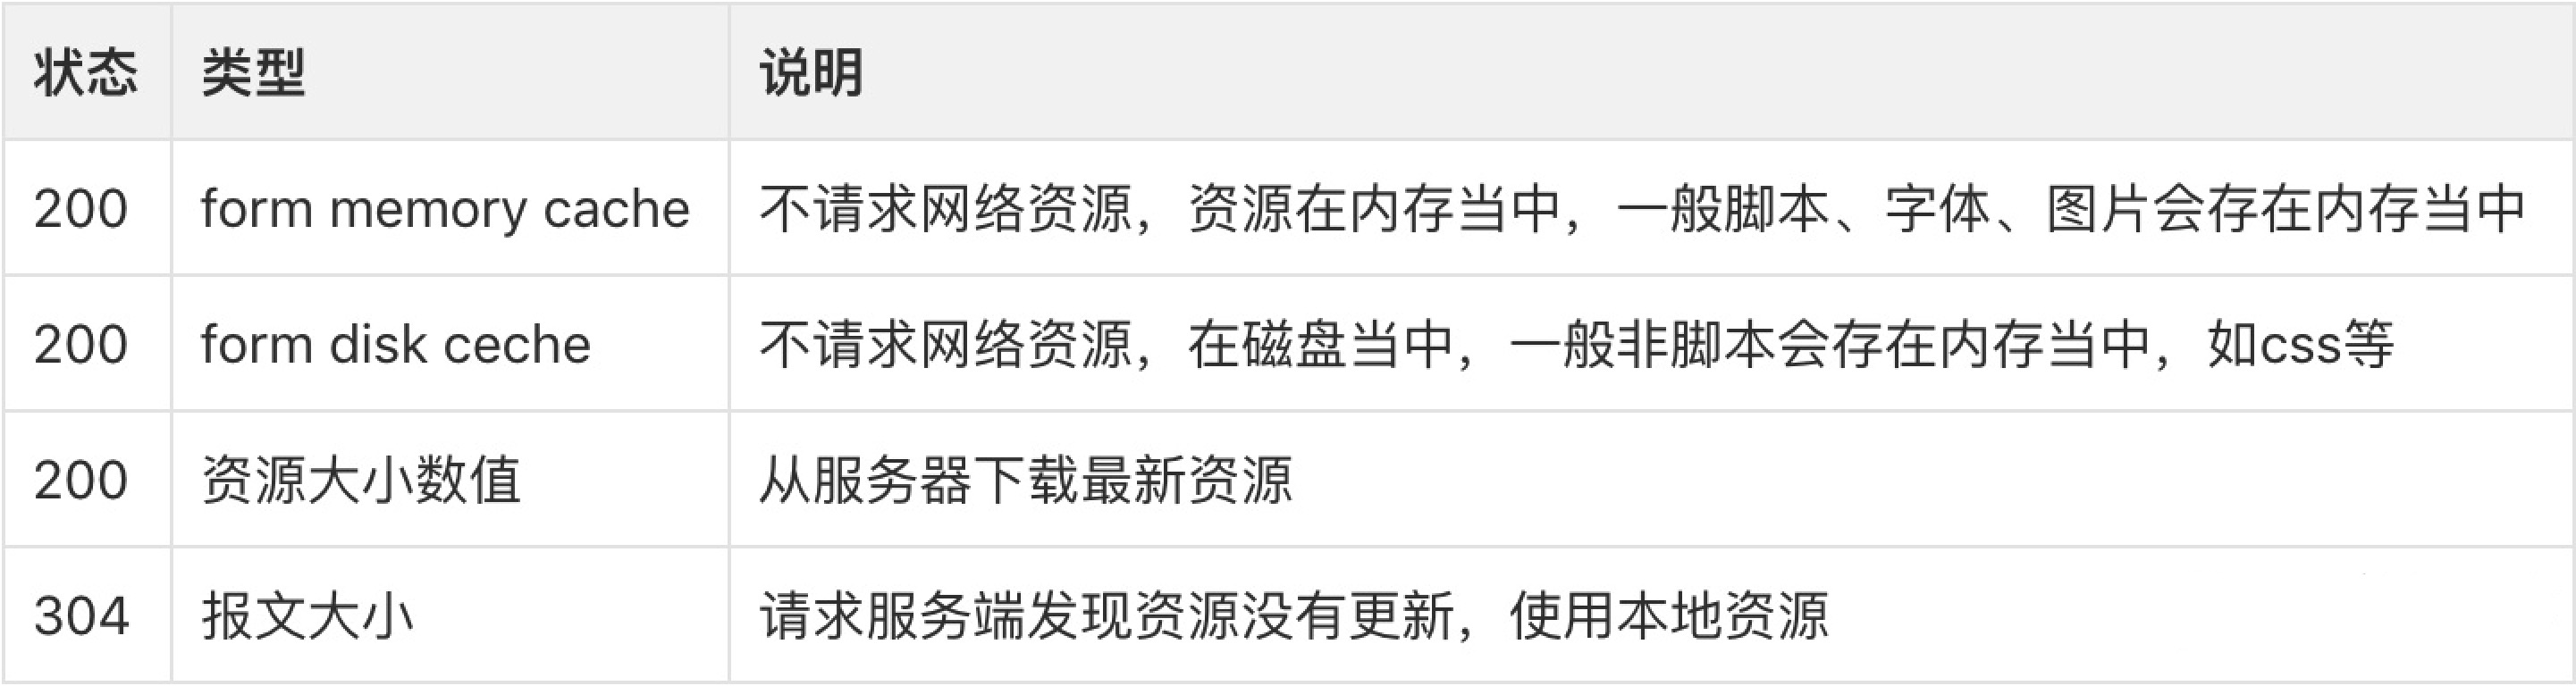 状态 类型 说明
200 form memory cache 不请求网络资源，资源在内存当中，一般脚本、字体、图片会存在内存当中
200 form disk ceche 不请求网络资源，在磁盘当中，一般非脚本会存在内存当中，如css等
200 资源大小数值 从服务器下载最新资源
304 报文大小 请求服务端发现资源没有更新，使用本地资源